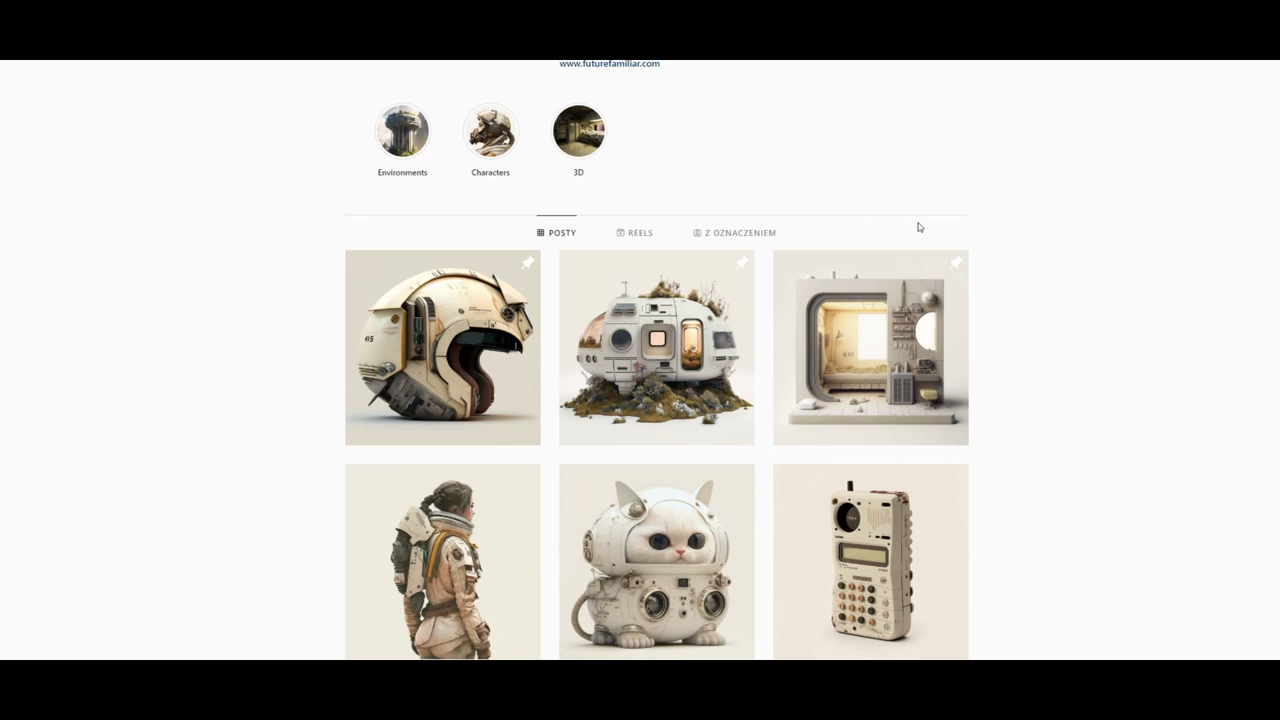 www.futurefamiliar.com
Environments
Characters
3D
POSTY
REELS
Z OZNACZENIEM